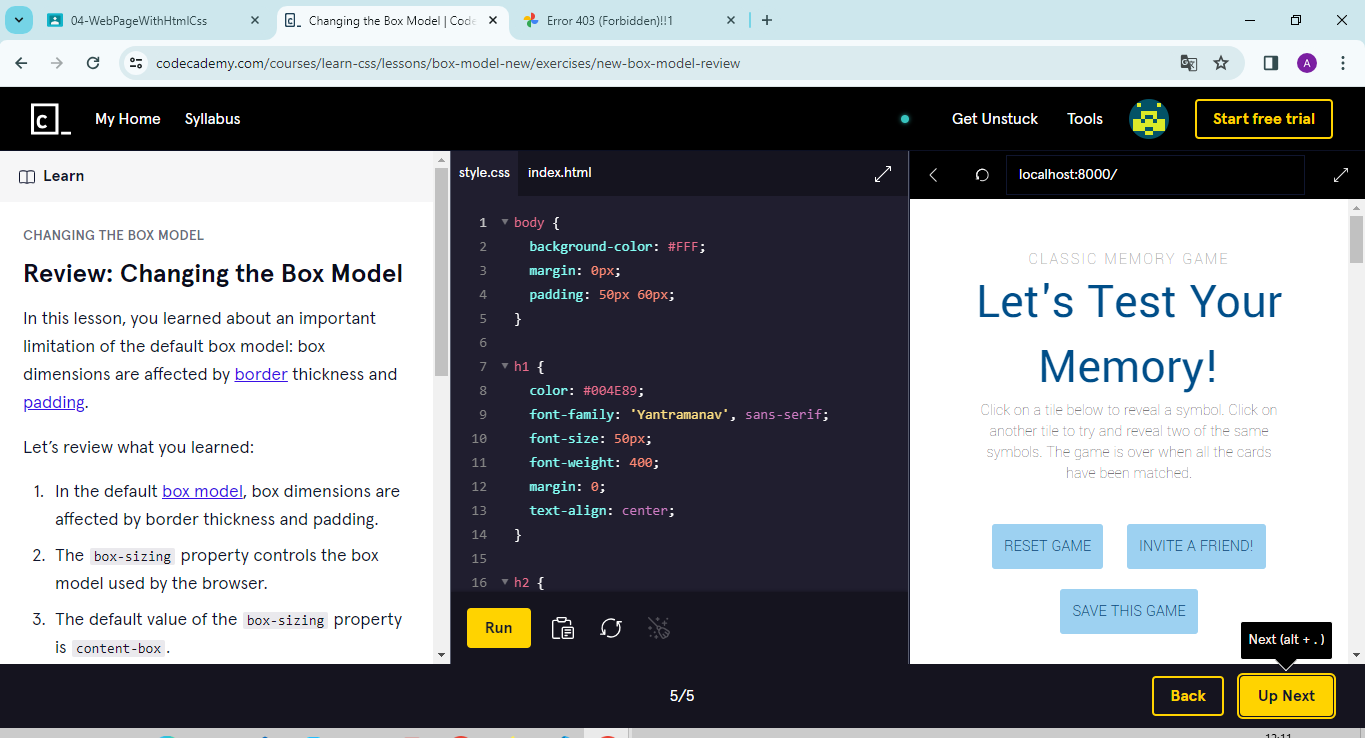 04-WebPageWithHtmlCss
Changing the Box Model | Code
Error 403 (Forbidden)!!1
codecademy.com/courses/learn-css/lessons/box-model-new/exercises/new-box-model-review
A
c_
My Home
Syllabus
Get Unstuck
Tools
Start free trial
Learn
CHANGING THE BOX MODEL
Review: Changing the Box Model
In this lesson, you learned about an important
limitation of the default box model: box
dimensions are affected by border thickness and
padding.
Let’s review what you learned:
1. In the default box model, box dimensions are
affected by border thickness and padding.
2. The box-sizing property controls the box
model used by the browser.
3. The default value of the box-sizing property
is content-box.
style.css
index.html
1 body {
2 background-color: #FFF;
3 margin: 0px;
4 padding: 50px 60px;
5 }
6
7 h1 {
8 color: #004E89;
9 font-family: 'Yantramanav', sans-serif;
10 font-size: 50px;
11 font-weight: 400;
12 margin: 0;
13 text-align: center;
14 }
15
16 h2 {
Run
localhost:8000/
CLASSIC MEMORY GAME
Let's Test Your
Memory!
Click on a tile below to reveal a symbol. Click on
another tile to try and reveal two of the same
symbols. The game is over when all the cards
have been matched.
RESET GAME
INVITE A FRIEND!
SAVE THIS GAME
Next (alt + . )
5/5
Back
Up Next